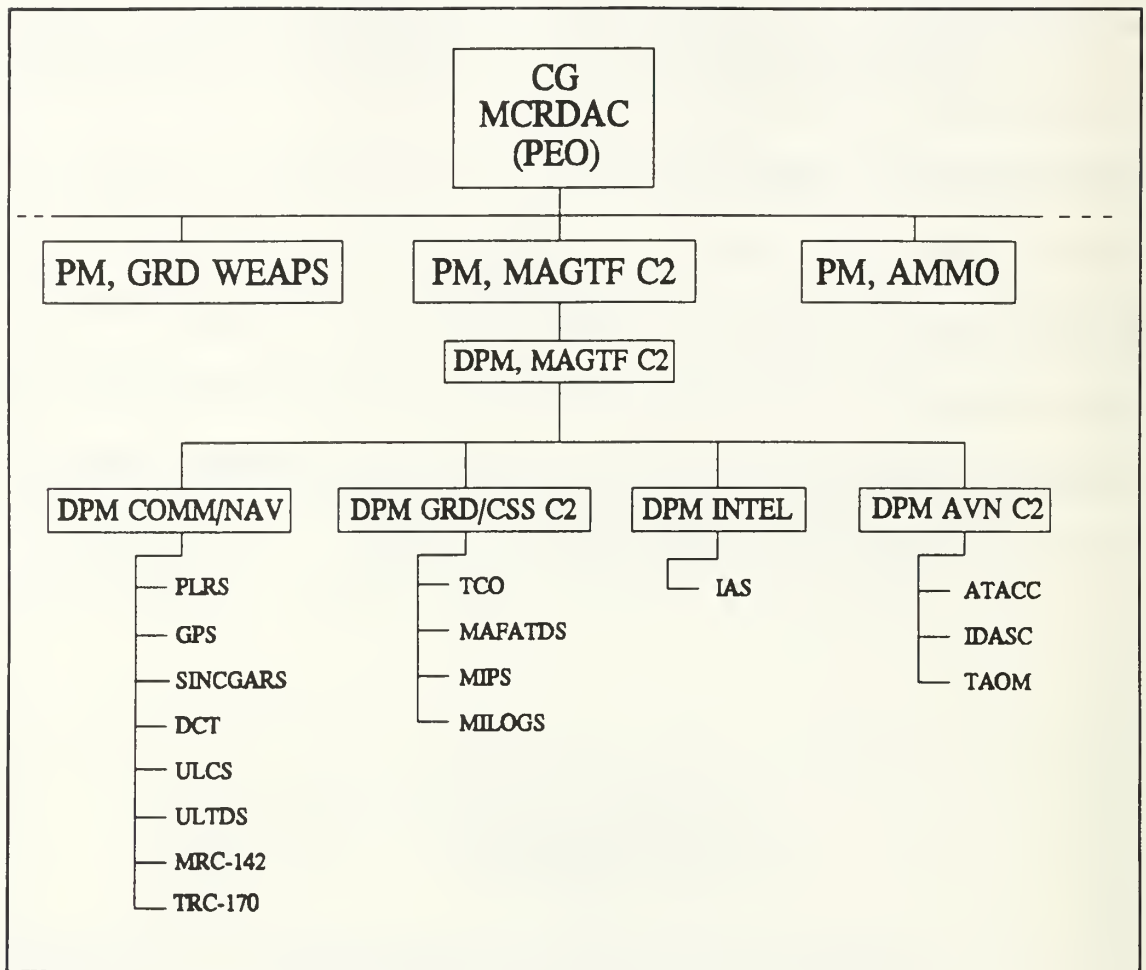 CG
MCRDAC
(PEO)
PM, GRD WEAPS
PM, MAGTF C2
PM, AMMO
DPM, MAGTF C2
DPM COMM/NAV
PLRS
GPS
SINCGARS
DCT
ULCS
ULTDS
MRC-142
TRC-170
DPM GRD/CSS C2
TCO
MAFATDS
MIPS
MILOGS
DPM INTEL
IAS
DPM AVN C2
ATACC
IDASC
TAOM